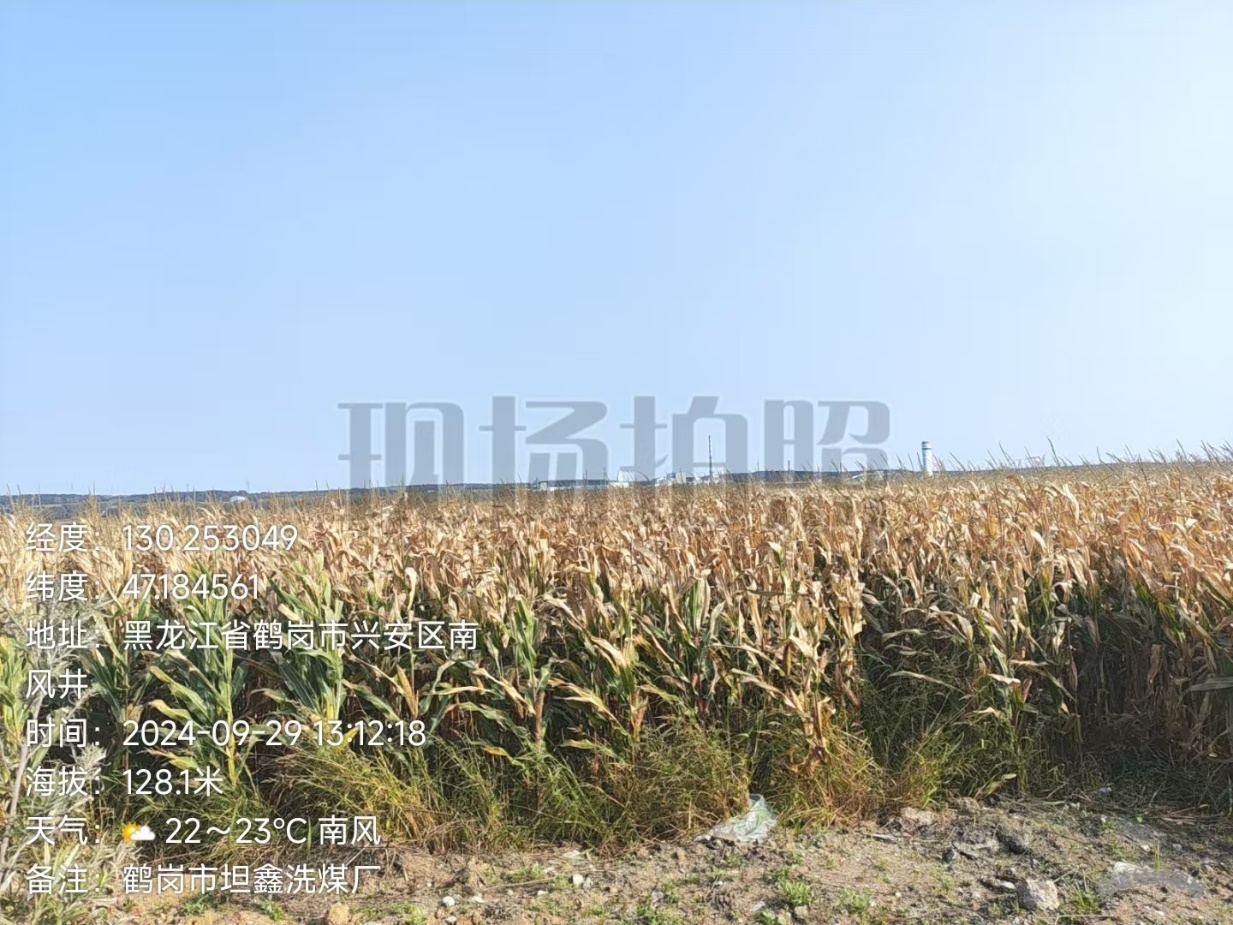 现场拍照
经度：130.253049
纬度：47.184561
地址：黑龙江省鹤岗市兴安区南
风井
时间：2024-09-29 13:12:18
海拔：128.1米
天气：22～23℃ 南风
备注：鹤岗市坦鑫洗煤厂